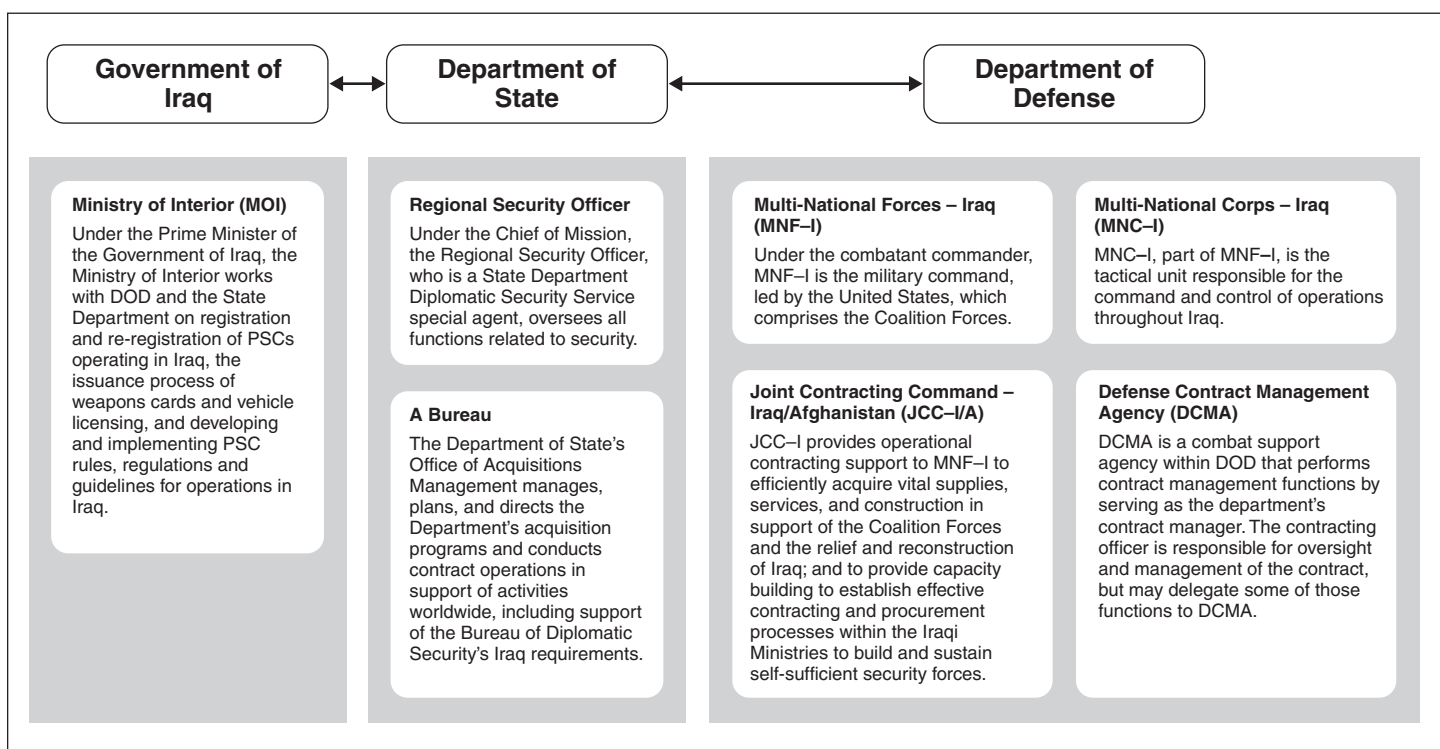 Government of
Iraq
Department of
State
Department of
Defense
Ministry of Interior (MOI)
Under the Prime Minister of
the Government of Iraq, the
Ministry of Interior works
with DOD and the State
Department on registration
and re-registration of PSCs
operating in Iraq, the
issuance process of
weapons cards and vehicle
licensing, and developing
and implementing PSC
rules, regulations and
guidelines for operations in
Iraq.
Regional Security Officer
Under the Chief of Mission,
the Regional Security Officer,
who is a State Department
Diplomatic Security Service
special agent, oversees all
functions related to security.
A Bureau
The Department of State’s
Office of Acquisitions
Management manages,
plans, and directs the
Department’s acquisition
programs and conducts
contract operations in
support of activities
worldwide, including support
of the Bureau of Diplomatic
Security’s Iraq requirements.
Multi-National Forces – Iraq
(MNF–I)
Under the combatant commander,
MNF–I is the military command,
led by the United States, which
comprises the Coalition Forces.
Multi-National Corps – Iraq
(MNC–I)
MNC–I, part of MNF–I, is the
tactical unit responsible for the
command and control of operations
throughout Iraq.
Joint Contracting Command –
Iraq/Afghanistan (JCC–I/A)
JCC–I provides operational
contracting support to MNF–I to
efficiently acquire vital supplies,
services, and construction in
support of the Coalition Forces
and the relief and reconstruction
of Iraq; and to provide capacity
building to establish effective
contracting and procurement
processes within the Iraqi
Ministries to build and sustain
self-sufficient security forces.
Defense Contract Management
Agency (DCMA)
DCMA is a combat support
agency within DOD that performs
contract management functions by
serving as the department’s
contract manager. The contracting
officer is responsible for oversight
and management of the contract,
but may delegate some of those
functions to DCMA.